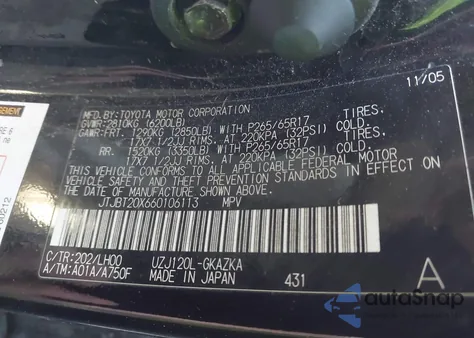 11/05
MFD.BY: TOYOTA MOTOR CORPORATION
GVWR: 2810KG (6200LB)
GAWR:FRT. 1290KG (2850LB) WITH P265/65R17
17X7 1/2JJ RIMS. AT 220KPA (32PSI) COLD.
RR. 1520KG (3350LB) WITH P265/65R17
17X7 1/2JJ RIMS. AT 220KPA (32PSI) COLD.
THIS VEHICLE CONFORMS TO ALL APPLICABLE FEDERAL MOTOR
VEHICLE SAFETY AND
THEFT PREVENTION STANDARDS IN EFFECT ON
THE DATE OF MANUFACTURE SHOWN ABOVE.
JTJBT20X660106113 MPV
C/TR:202/LH00 UZJ120L-GKAZKA
A/TM:A01A/A750F MADE IN JAPAN 431 A
autoSnap